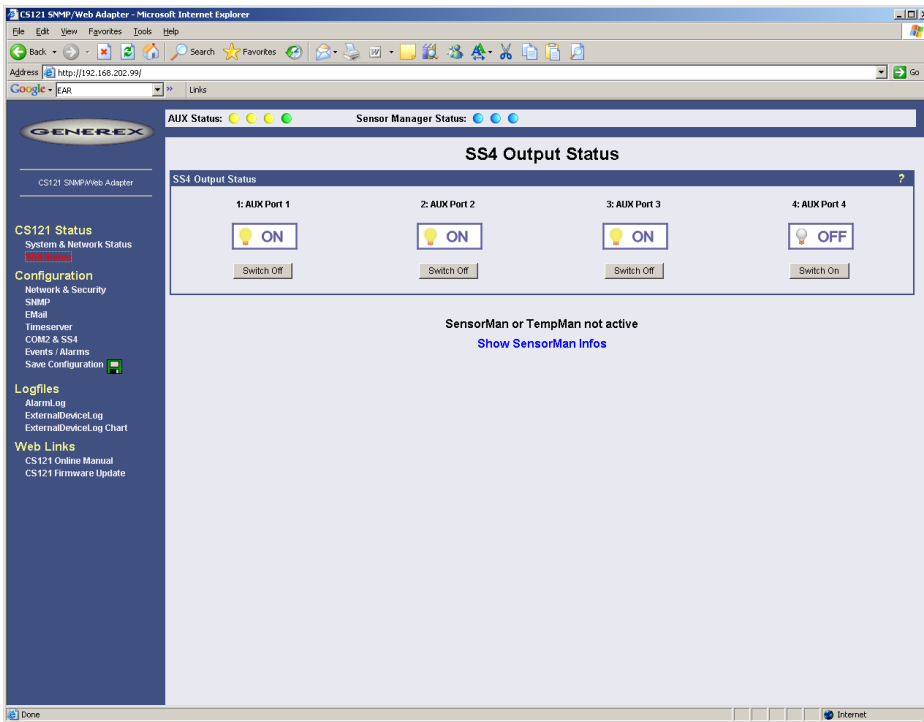 CS121 SNMP/Web Adapter - Microsoft Internet Explorer
File Edit View Favorites Tools Help
Back Search Favorites
Address http://192.168.202.99/ Go
Google EAR Links
GENEREX
AUX Status: Sensor Manager Status:
CS121 SNMP/Web Adapter
SS4 Output Status
SS4 Output Status ?
1: AUX Port 1 2: AUX Port 2 3: AUX Port 3 4: AUX Port 4
ON ON ON OFF
Switch Off Switch Off Switch Off Switch On
SensorMan or TempMan not active
Show SensorMan Infos
CS121 Status
System & Network Status
Configuration
Network & Security
SNMP
EMail
Timeserver
COM2 & SS4
Events / Alarms
Save Configuration
Logfiles
AlarmLog
ExternalDeviceLog
ExternalDeviceLog Chart
Web Links
CS121 Online Manual
CS121 Firmware Update
Done Internet